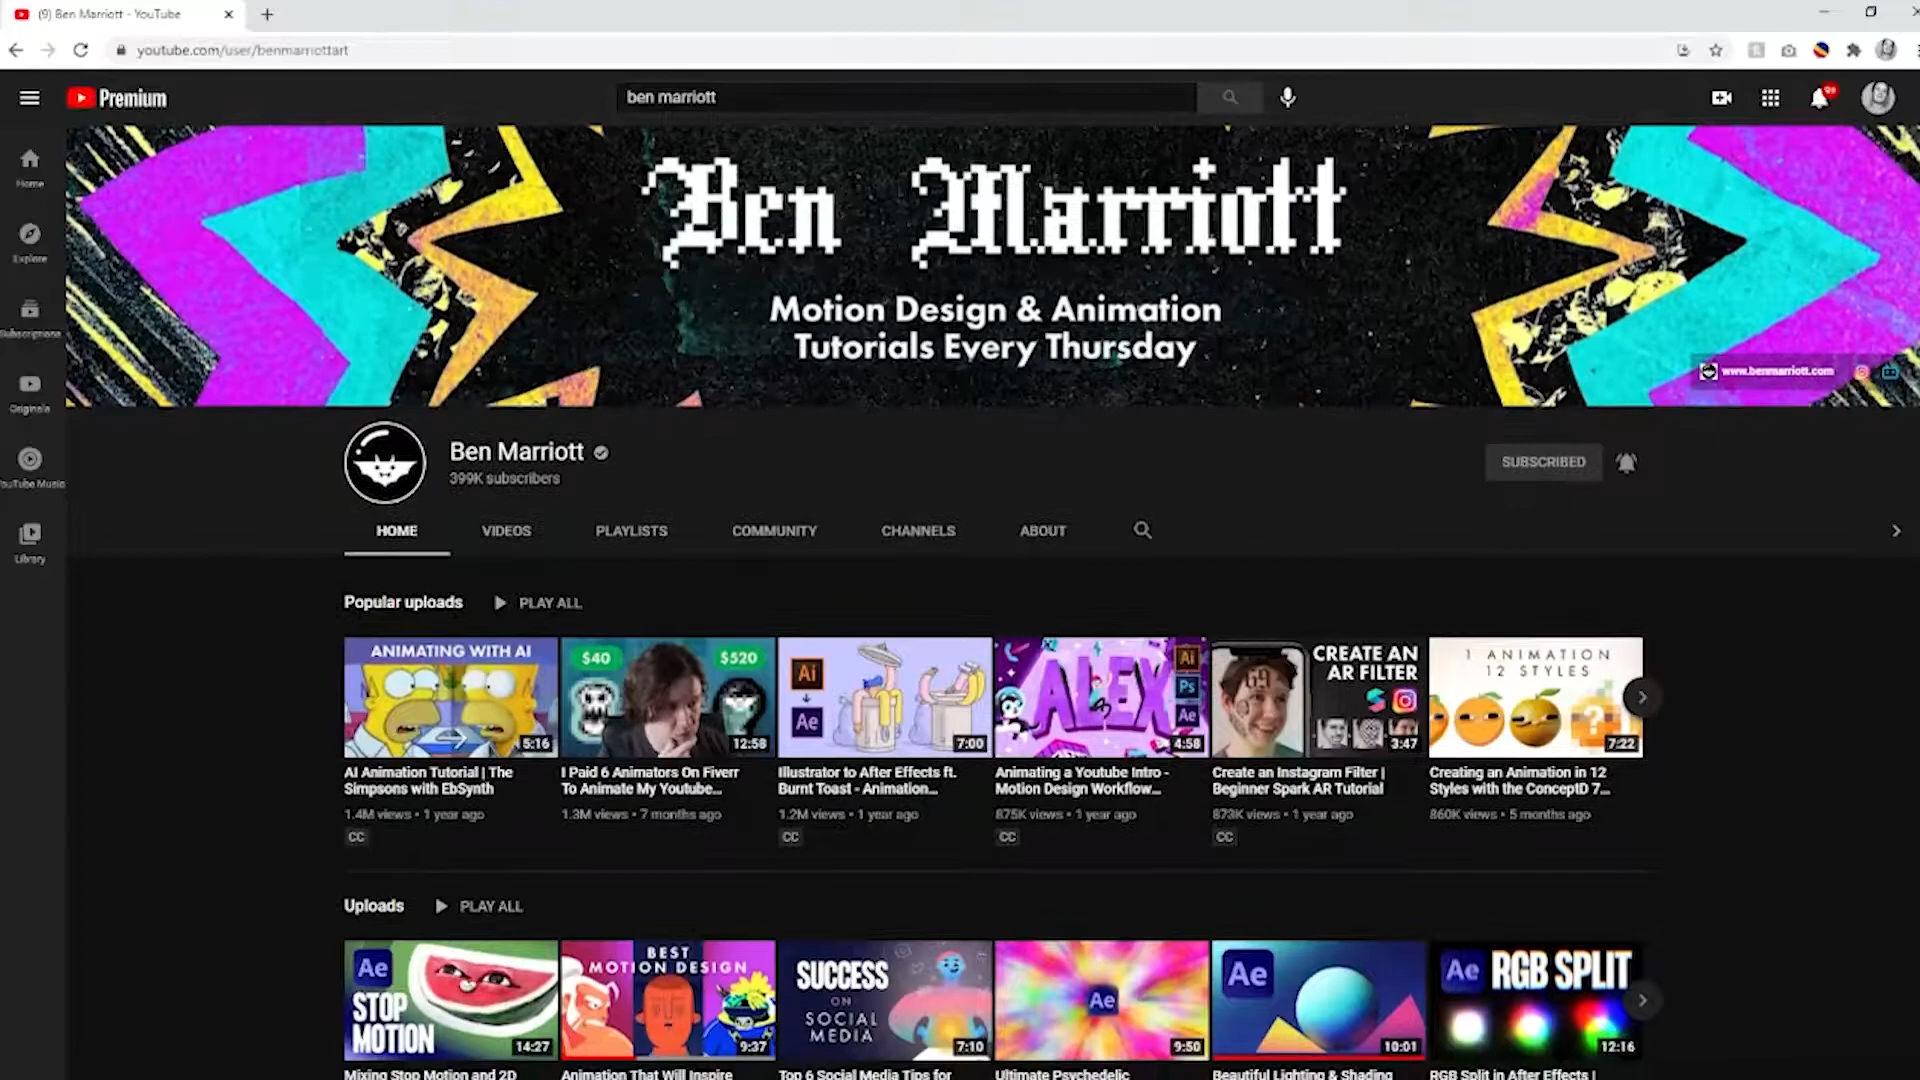 (9) Ben Marriott - YouTube
youtube.com/user/benmarriottart
Premium
ben marriott
Home
Explore
Subscriptions
Originals
YouTube Music
Library
Ben Marriott
Motion Design & Animation
Tutorials Every Thursday
www.benmarriott.com
Ben Marriott
399K subscribers
SUBSCRIBED
HOME VIDEOS PLAYLISTS COMMUNITY CHANNELS ABOUT
Popular uploads PLAY ALL
ANIMATING WITH AI
5:16
$40 $520
12:58
Ai
Ae
7:00
ALEX
Ai
Ps
Ae
4:58
CREATE AN
AR FILTER
3:47
1 ANIMATION
12 STYLES
?
7:22
AI Animation Tutorial | The
Simpsons with EbSynth
1.4M views • 1 year ago
CC
I Paid 6 Animators On Fiverr
To Animate My Youtube...
1.3M views • 7 months ago
Illustrator to After Effects ft.
Burnt Toast - Animation...
1.2M views • 1 year ago
CC
Animating a Youtube Intro -
Motion Design Workflow...
875K views • 1 year ago
CC
Create an Instagram Filter |
Beginner Spark AR Tutorial
873K views • 1 year ago
CC
Creating an Animation in 12
Styles with the ConceptD 7...
860K views • 5 months ago
Uploads PLAY ALL
Ae
STOP
MOTION
14:27
BEST
MOTION DESIGN
9:37
SUCCESS
ON
SOCIAL
MEDIA
7:10
Ae
9:50
Ae
10:01
Ae RGB SPLIT
12:16
Mixing Stop Motion and 2D
Animation That Will Inspire
Top 6 Social Media Tips for
Ultimate Psychedelic
Beautiful Lighting & Shading
RGB Split in After Effects |